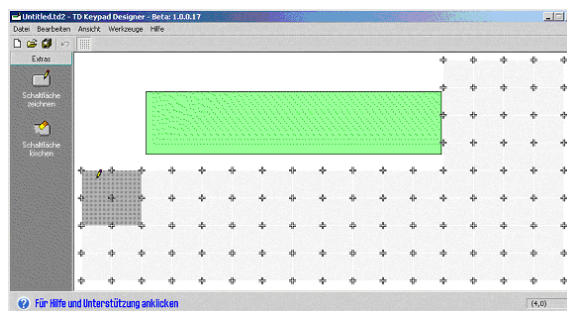 Untitled.td2 - TD Keypad Designer - Beta: 1.0.0.17
Datei Bearbeiten Ansicht Werkzeuge Hilfe
Extras
Schaltfläche
zeichnen
Schaltfläche
löschen
Für Hilfe und Unterstützung anklicken
(4,0)